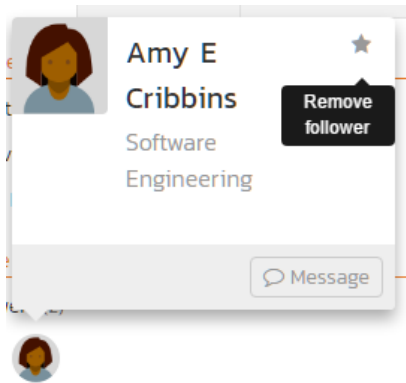 Amy E
Cribbins
Remove
follower
Software
Engineering
Message